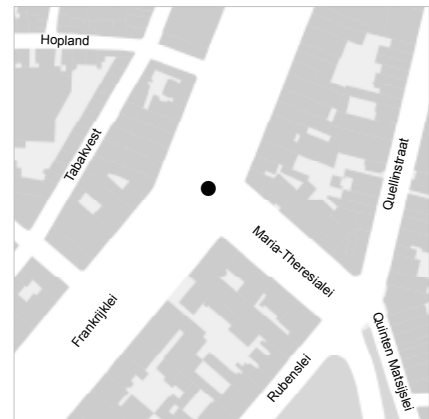 Hopland
Tabakvest
Quellinstraat
Maria-Theresialei
Frankrijklei
Quinten Matsijslei
Rubenslei